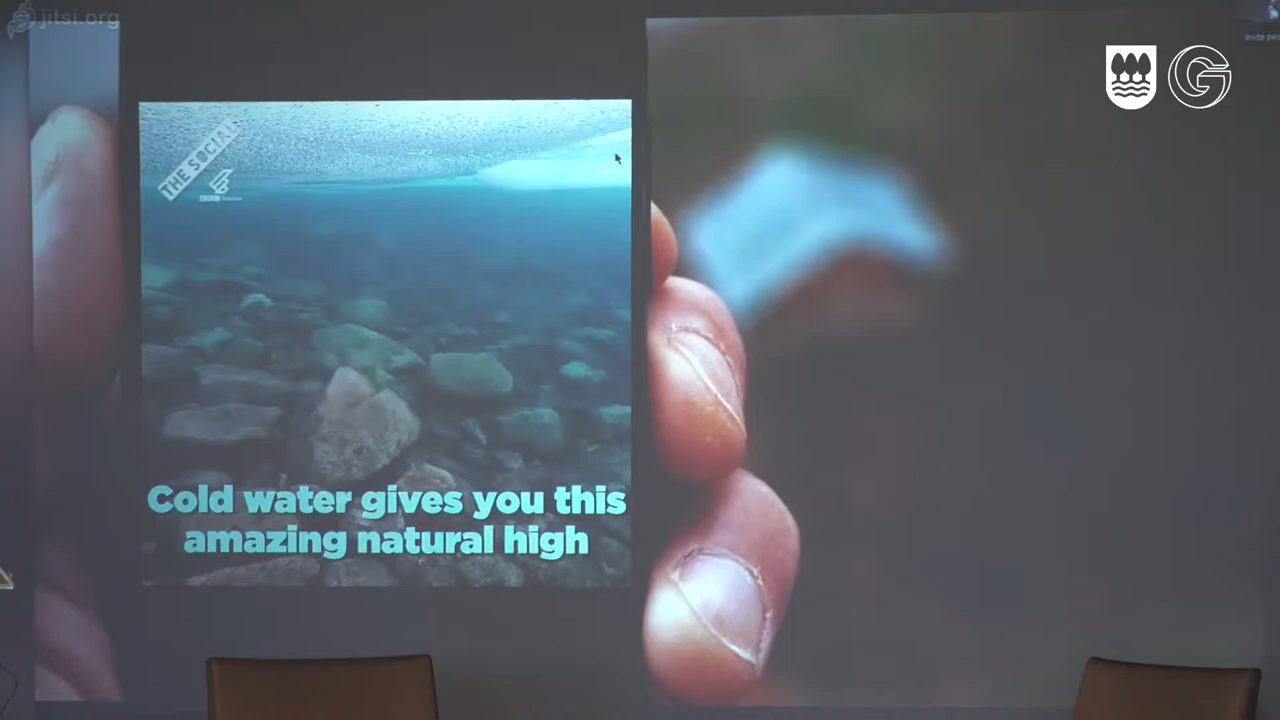 jitsi.org
THE SOCIAL
Cold water gives you this
amazing natural high